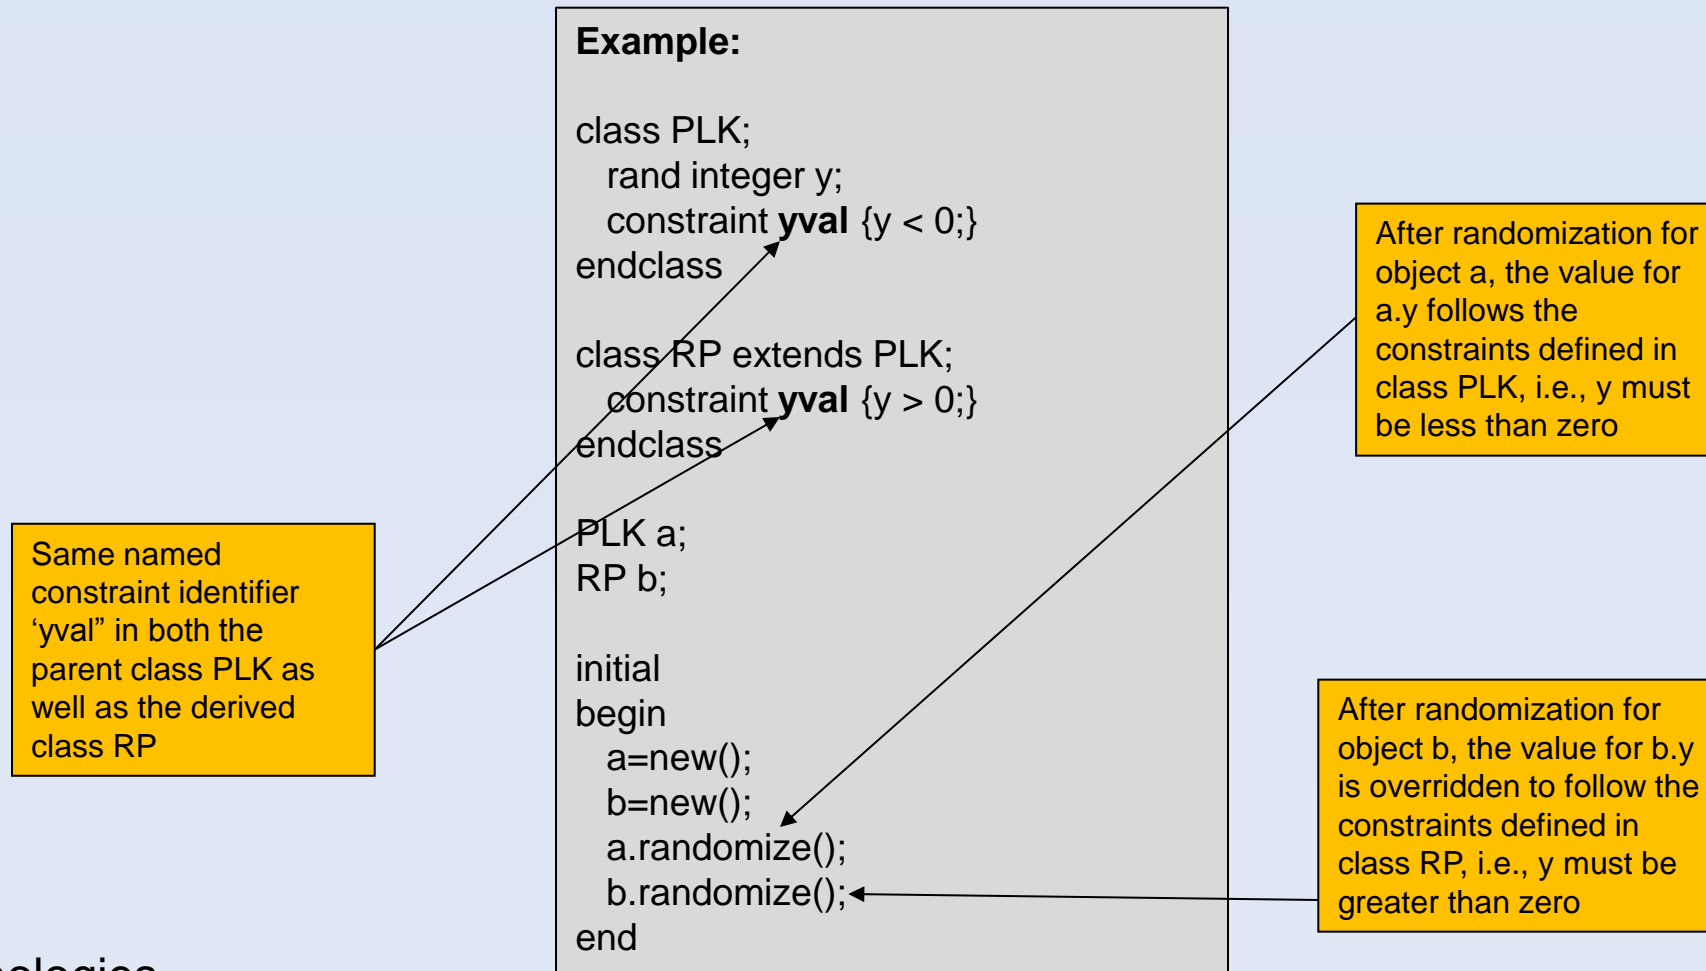 Example:
class PLK;
rand integer y;
constraint yval {y < 0;}
endclass
class RP extends PLK;
constraint yval {y > 0;}
endclass
PLK a;
RP b;
initial
begin
a=new();
b=new();
a.randomize();
b.randomize();
end
Same named
constraint identifier
‘yval” in both the
parent class PLK as
well as the derived
class RP
After randomization for
object a, the value for
a.y follows the
constraints defined in
class PLK, i.e., y must
be less than zero
After randomization for
object b, the value for b.y
is overridden to follow the
constraints defined in
class RP, i.e., y must be
greater than zero